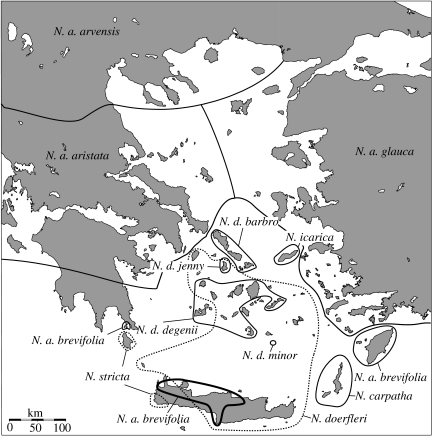 N. a. arvensis
N. a. aristata
N. a. glauca
N. d. barbro
N. icarica
N. d. jenny
N. a. brevifolia
N. d. degenii
N. d. minor
N. stricta
N. a. brevifolia
N. carpatha
N. a. brevifolia
N. doerfleri
km
0 50 100